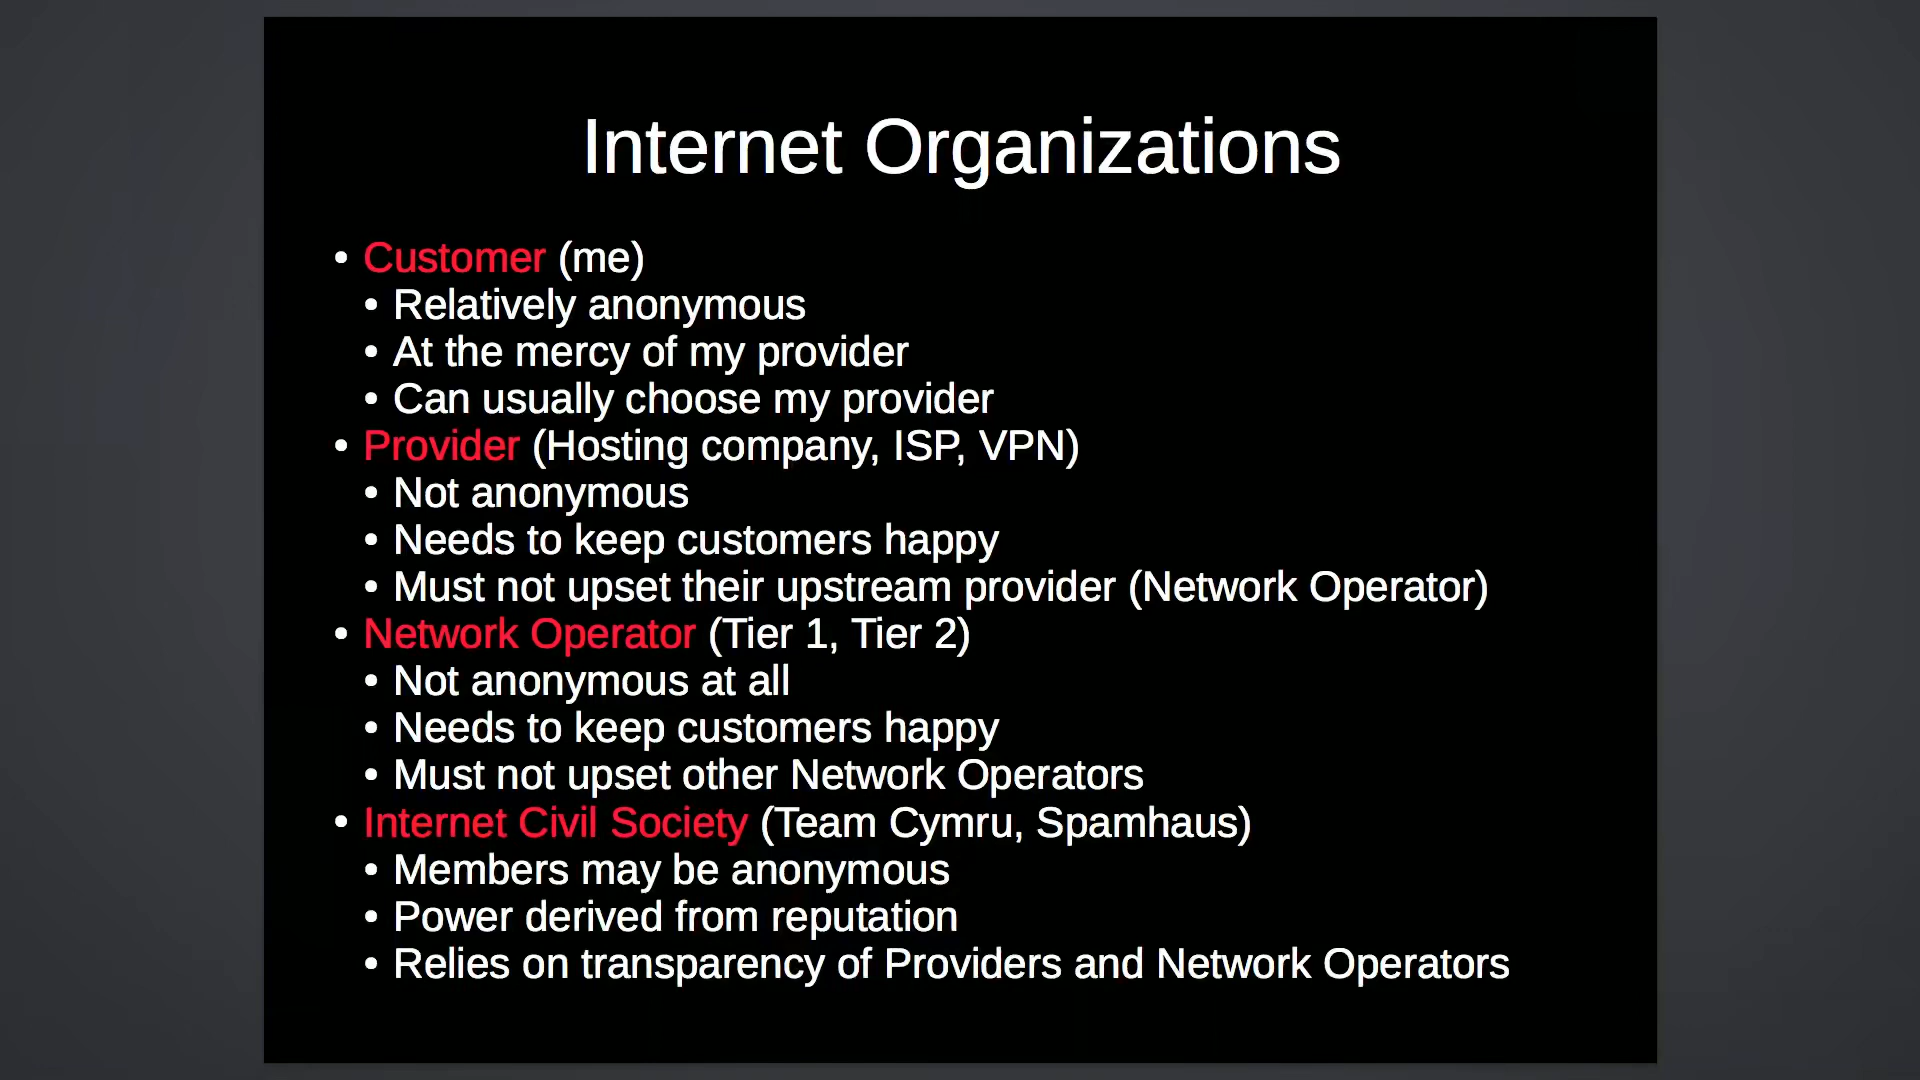 Internet Organizations
• Customer (me)
• Relatively anonymous
• At the mercy of my provider
• Can usually choose my provider
• Provider (Hosting company, ISP, VPN)
• Not anonymous
• Needs to keep customers happy
• Must not upset their upstream provider (Network Operator)
• Network Operator (Tier 1, Tier 2)
• Not anonymous at all
• Needs to keep customers happy
• Must not upset other Network Operators
• Internet Civil Society (Team Cymru, Spamhaus)
• Members may be anonymous
• Power derived from reputation
• Relies on transparency of Providers and Network Operators